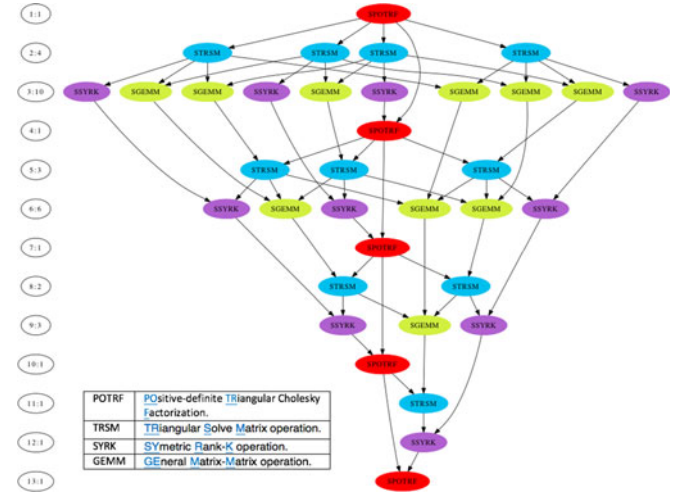 1:1 SPOTRF
2:4 STRSM STRSM STRSM STRSM
3:10 SSYRK SGEMM SGEMM SSYRK SGEMM SSYRK SGEMM SGEMM SGEMM SSYRK
4:1 SPOTRF
5:3 STRSM STRSM STRSM
6:6 SSYRK SGEMM SSYRK SGEMM SGEMM SSYRK
7:1 SPOTRF
8:2 STRSM STRSM
9:3 SSYRK SGEMM SSYRK
10:1 SPOTRF
11:1 STRSM
12:1 SSYRK
13:1 SPOTRF
POTRF POsitive-definite TRiangular Cholesky
Factorization.
TRSM TRiangular Solve Matrix operation.
SYRK SYmetric Rank-K operation.
GEMM GEneral Matrix-Matrix operation.